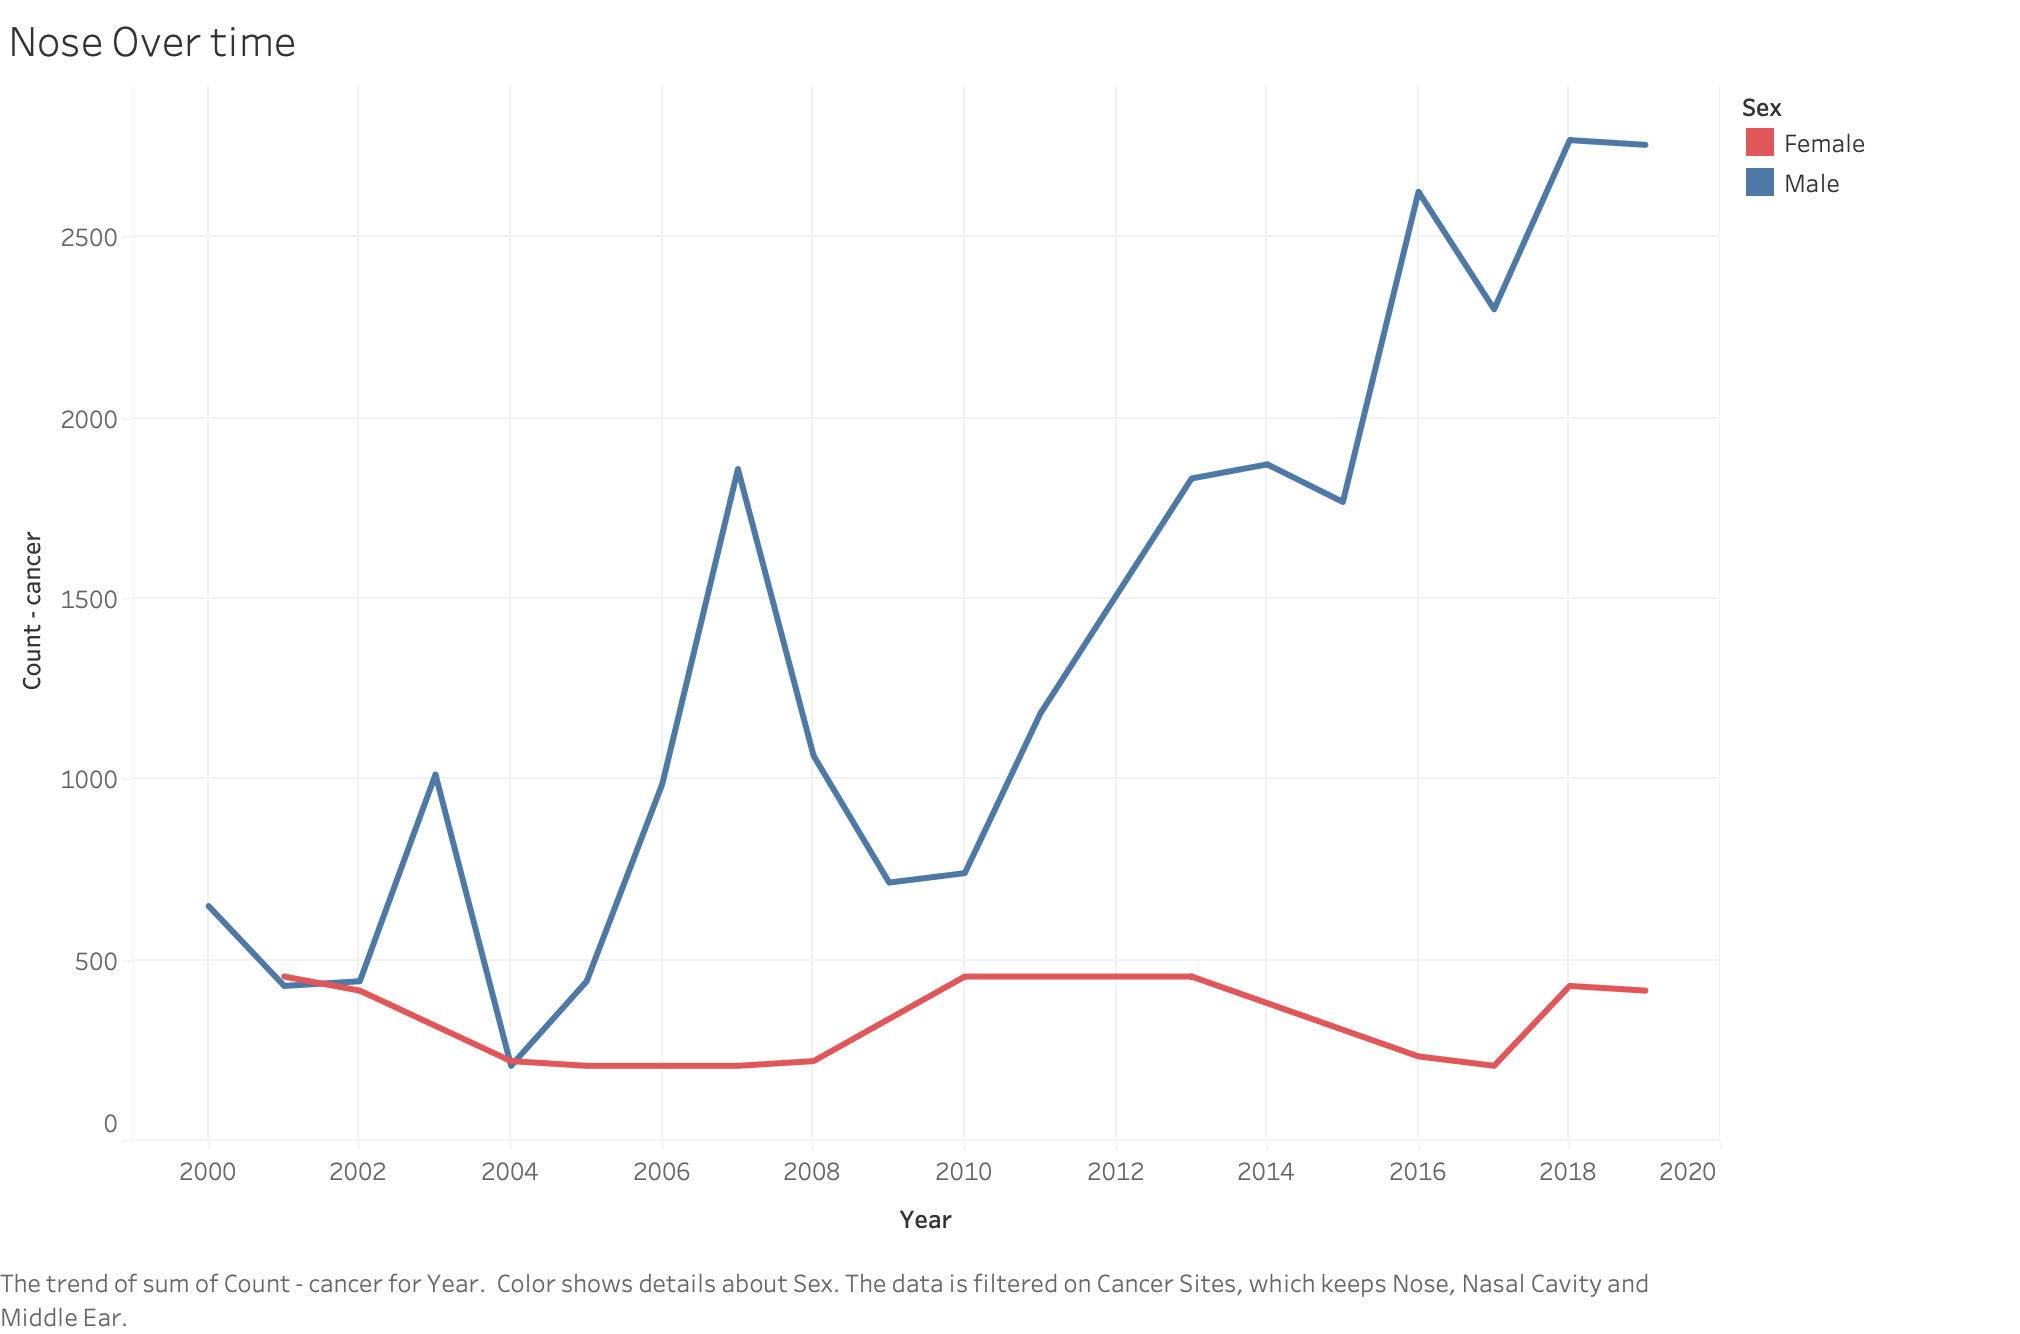 Nose Over time
Sex
Female
Male
Count - cancer
2500
2000
1500
1000
500
0
2000 2002 2004 2006 2008 2010 2012 2014 2016 2018 2020
Year
The trend of sum of Count - cancer for Year.  Color shows details about Sex. The data is filtered on Cancer Sites, which keeps Nose, Nasal Cavity and
Middle Ear.